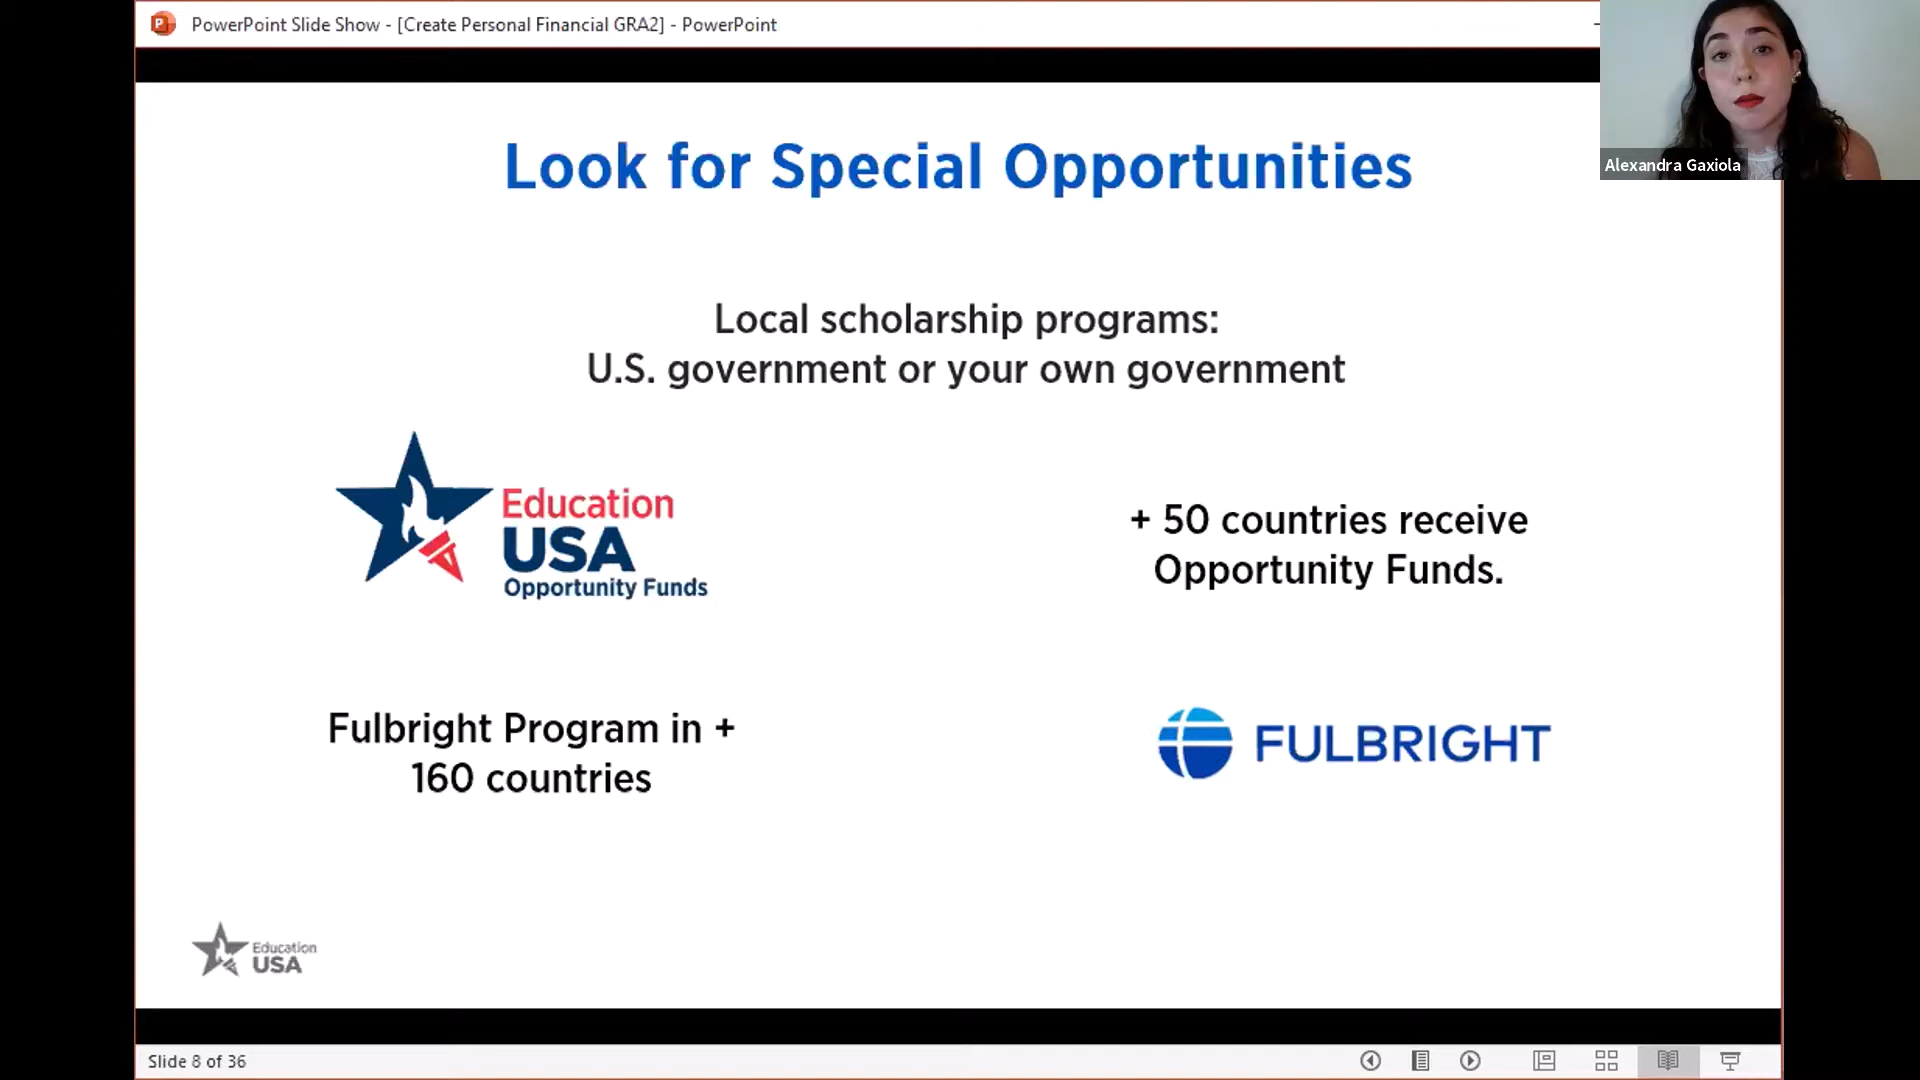 PowerPoint Slide Show - [Create Personal Financial GRA2] - PowerPoint
Alexandra Gaxiola
Look for Special Opportunities
Local scholarship programs:
U.S. government or your own government
Education
USA
Opportunity Funds
+ 50 countries receive
Opportunity Funds.
Fulbright Program in +
160 countries
FULBRIGHT
Education
USA
Slide 8 of 36